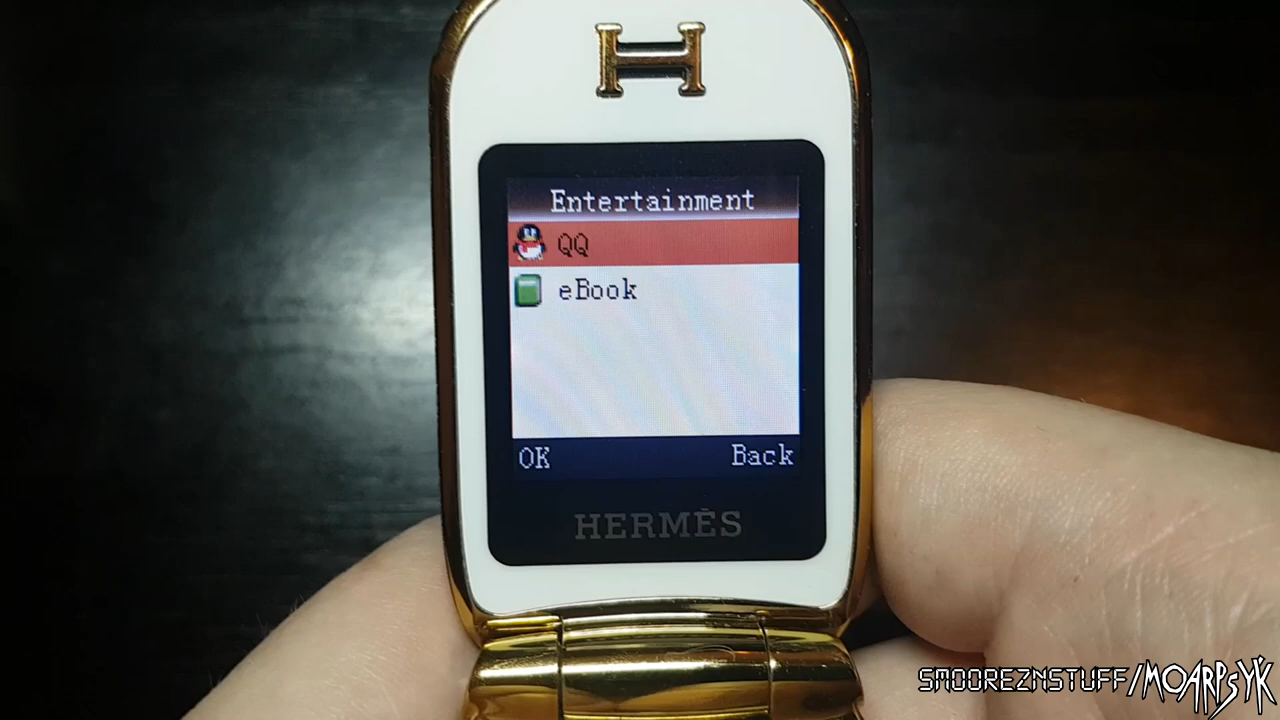 H
Entertainment
QQ
eBook
OK
Back
HERMÈS
SMOOREZNSTUFF/MOARPSYK